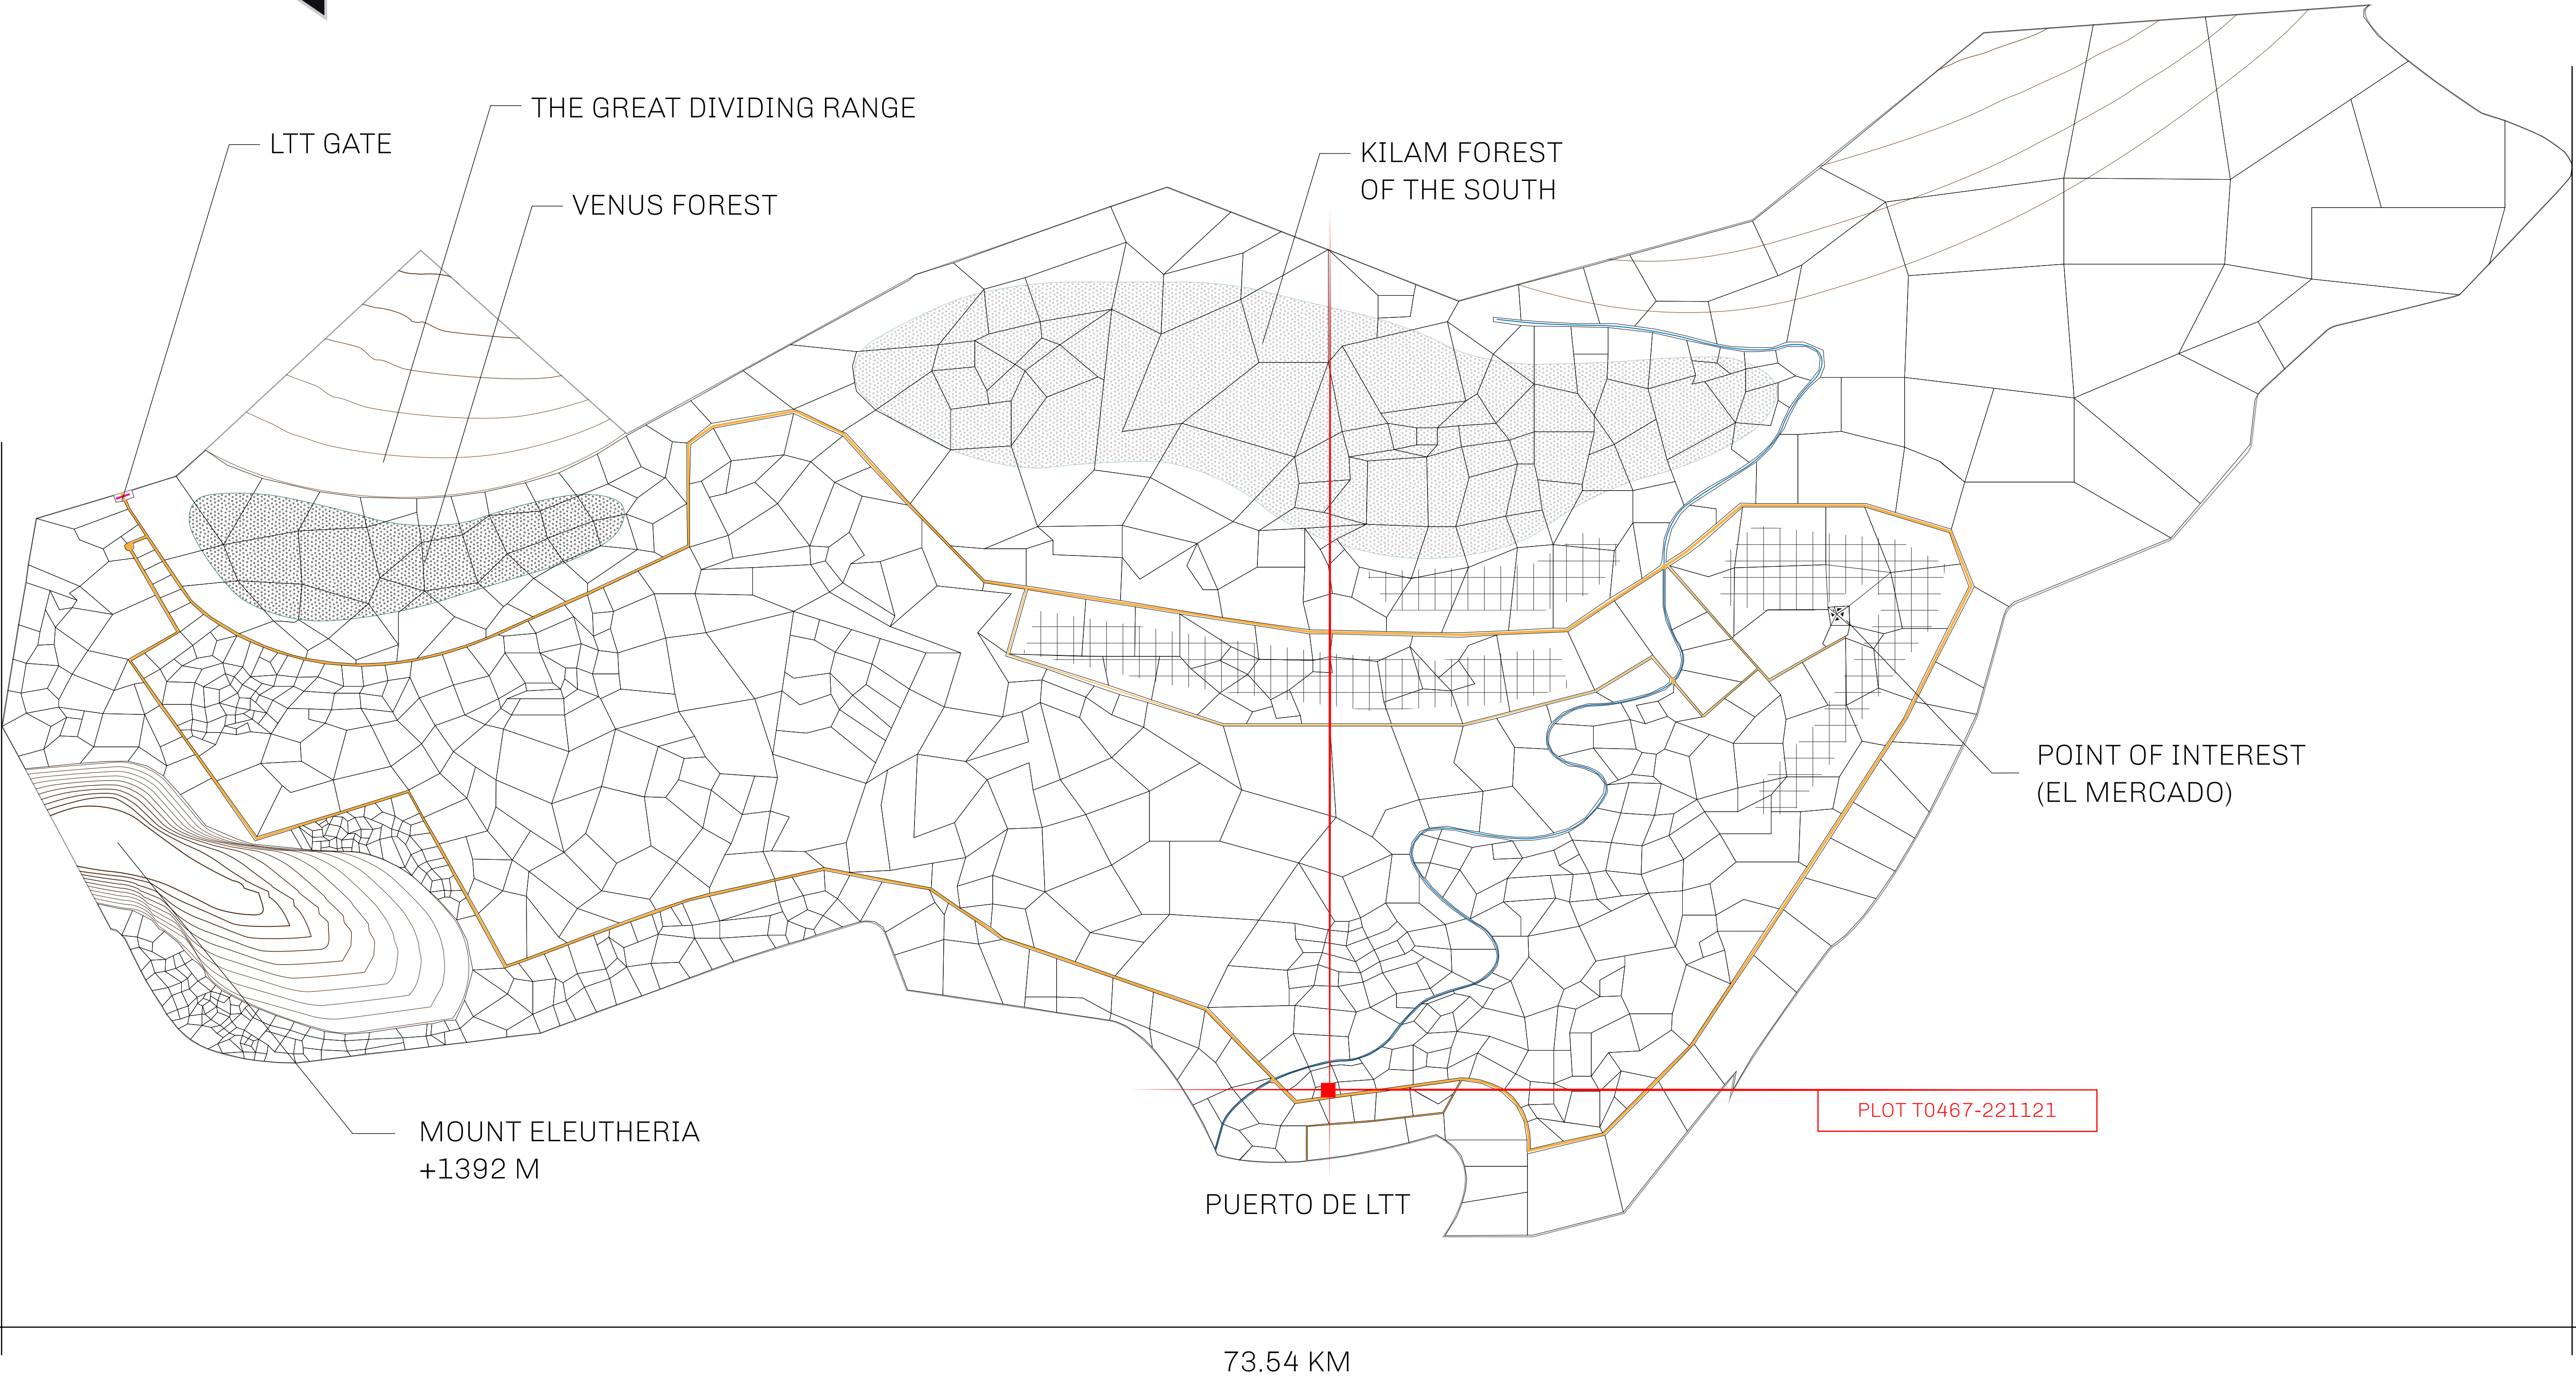 THE GREAT DIVIDING RANGE
LTT GATE
VENUS FOREST
KILAM FOREST
OF THE SOUTH
POINT OF INTEREST
(EL MERCADO)
PLOT T0467-221121
MOUNT ELEUTHERIA
+1392 M
PUERTO DE LTT
73.54 KM